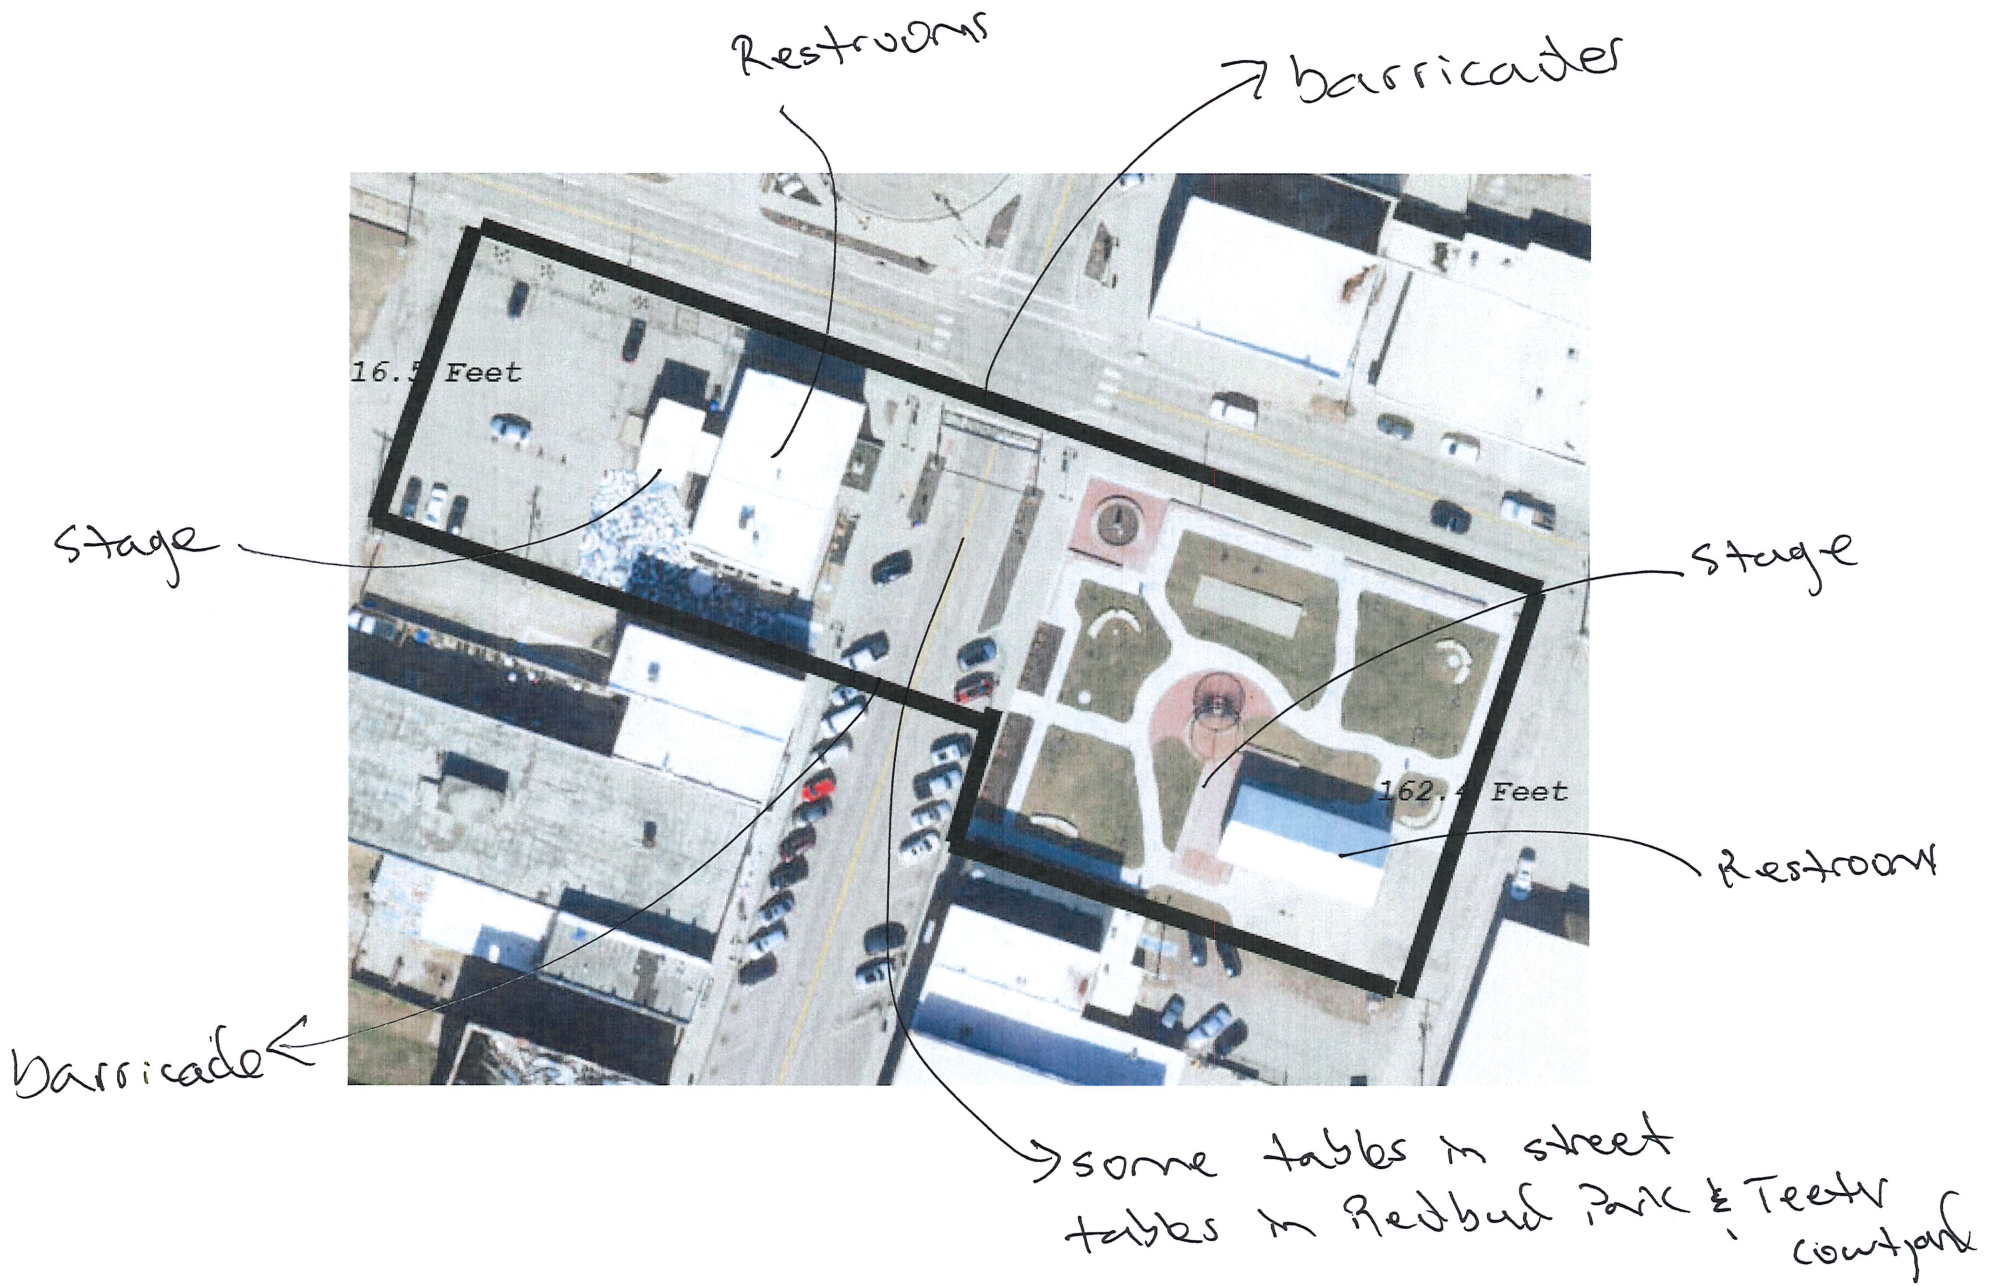 Restrooms
barricades
16.5 Feet
stage
stage
162.4 Feet
Restroom
barricade
some tables in street
tables in Redbud Park & Teeter
courtyard